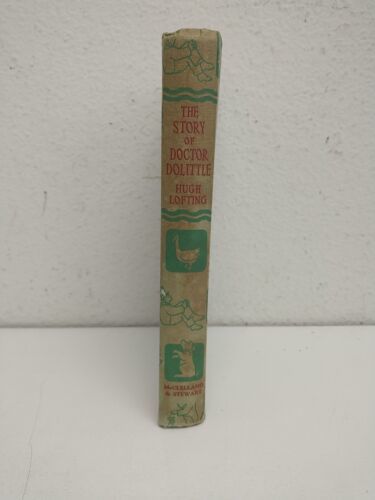 THE
STORY
OF
DOCTOR
DOLITTLE
HUGH
LOFTING
McCLELLAND
& STEWART